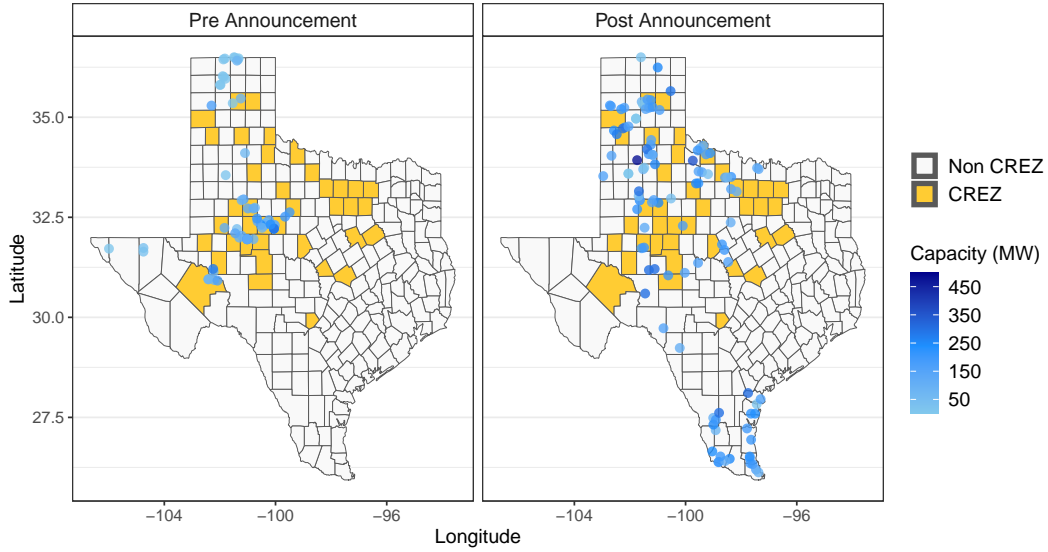 Pre Announcement
Post Announcement
35.0
32.5
30.0
27.5
Latitude
−104
−100
−96
−104
−100
−96
Longitude
Non CREZ
CREZ
Capacity (MW)
450
350
250
150
50